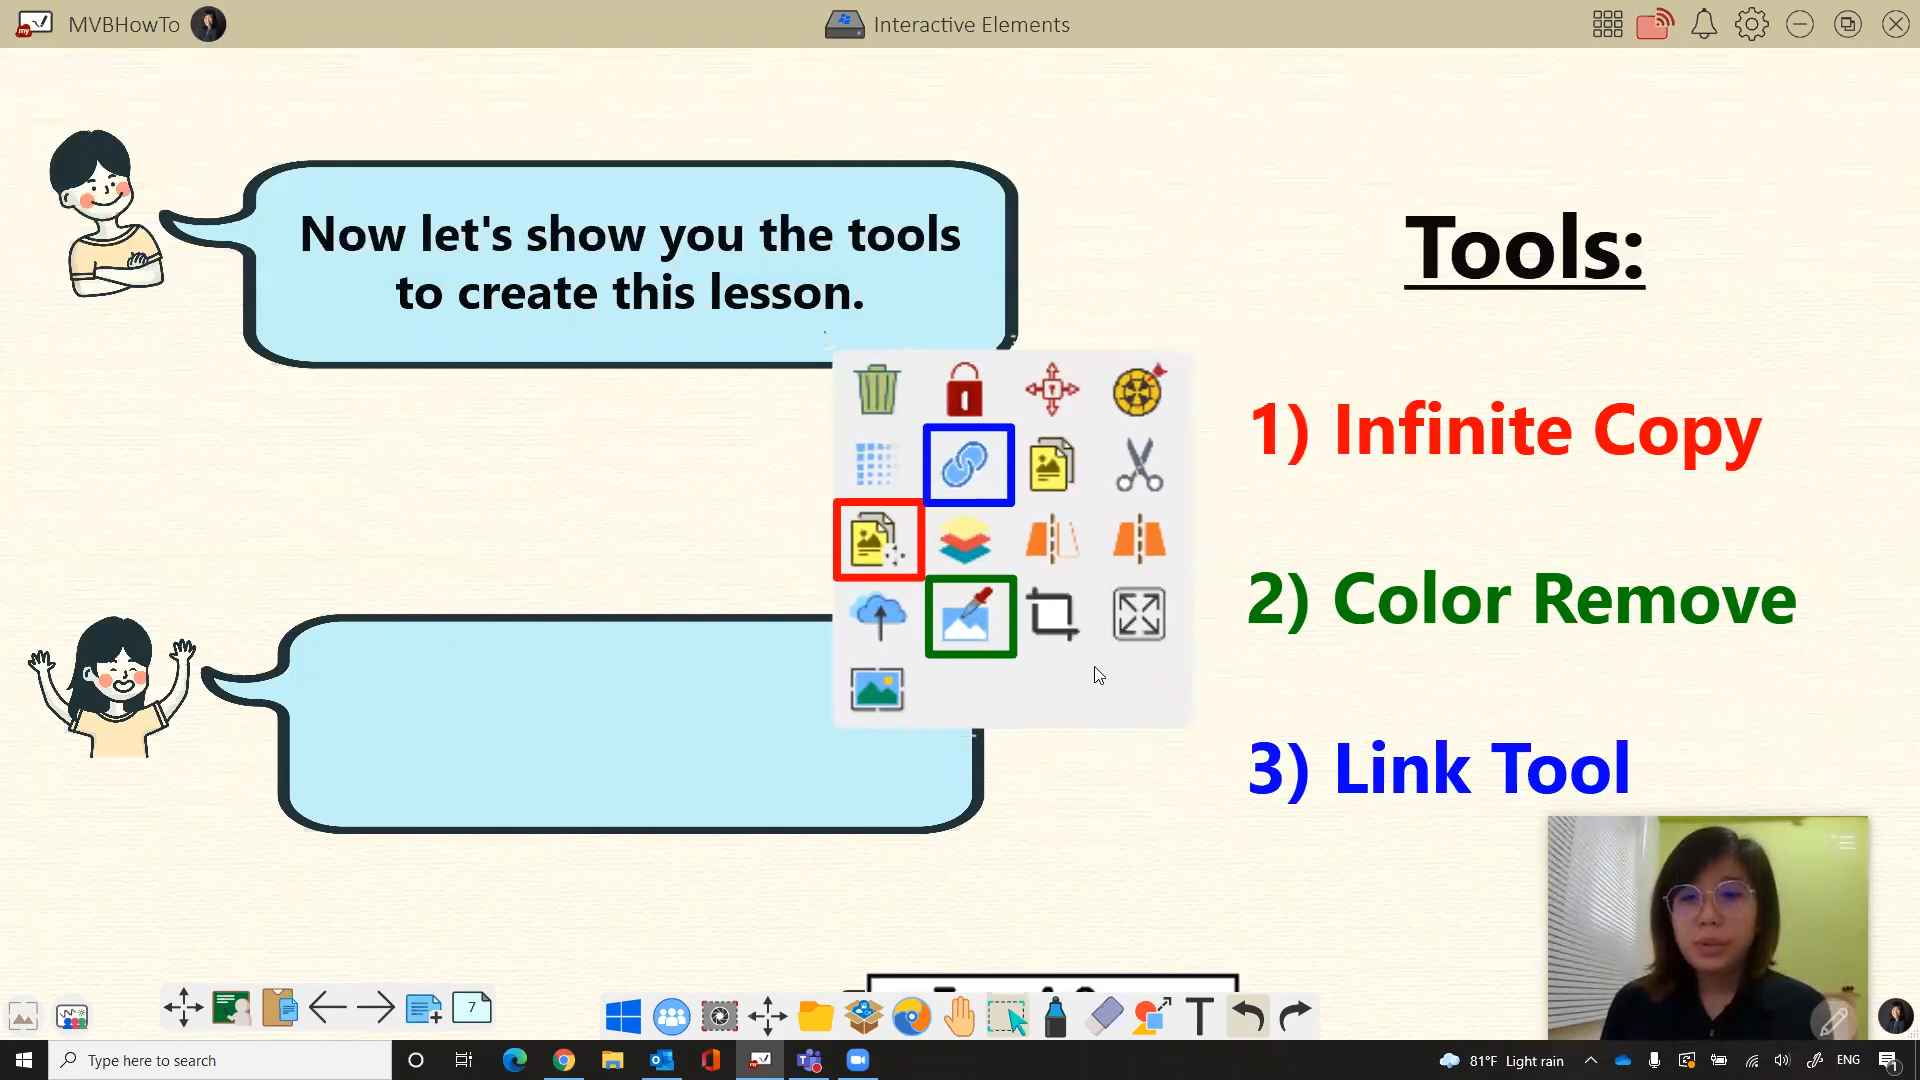 MVBHowTo
Interactive Elements
Now let's show you the tools
to create this lesson.
Tools:
1) Infinite Copy
2) Color Remove
3) Link Tool
7
Type here to search
81°F Light rain
ENG